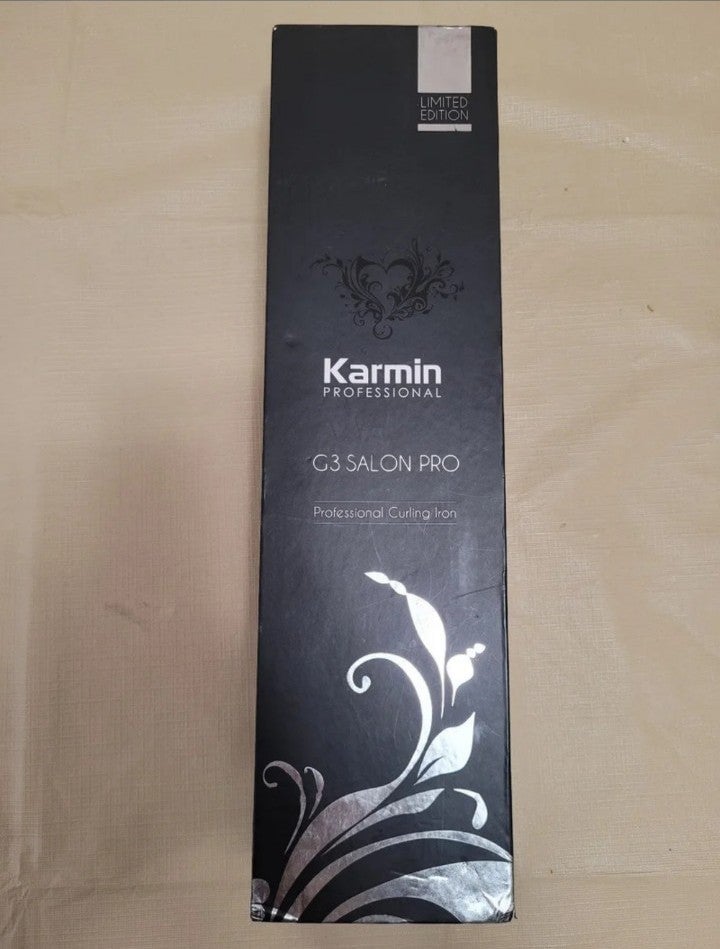 LIMITED
EDITION
Karmin
PROFESSIONAL
G3 SALON PRO
Professional Curling Iron